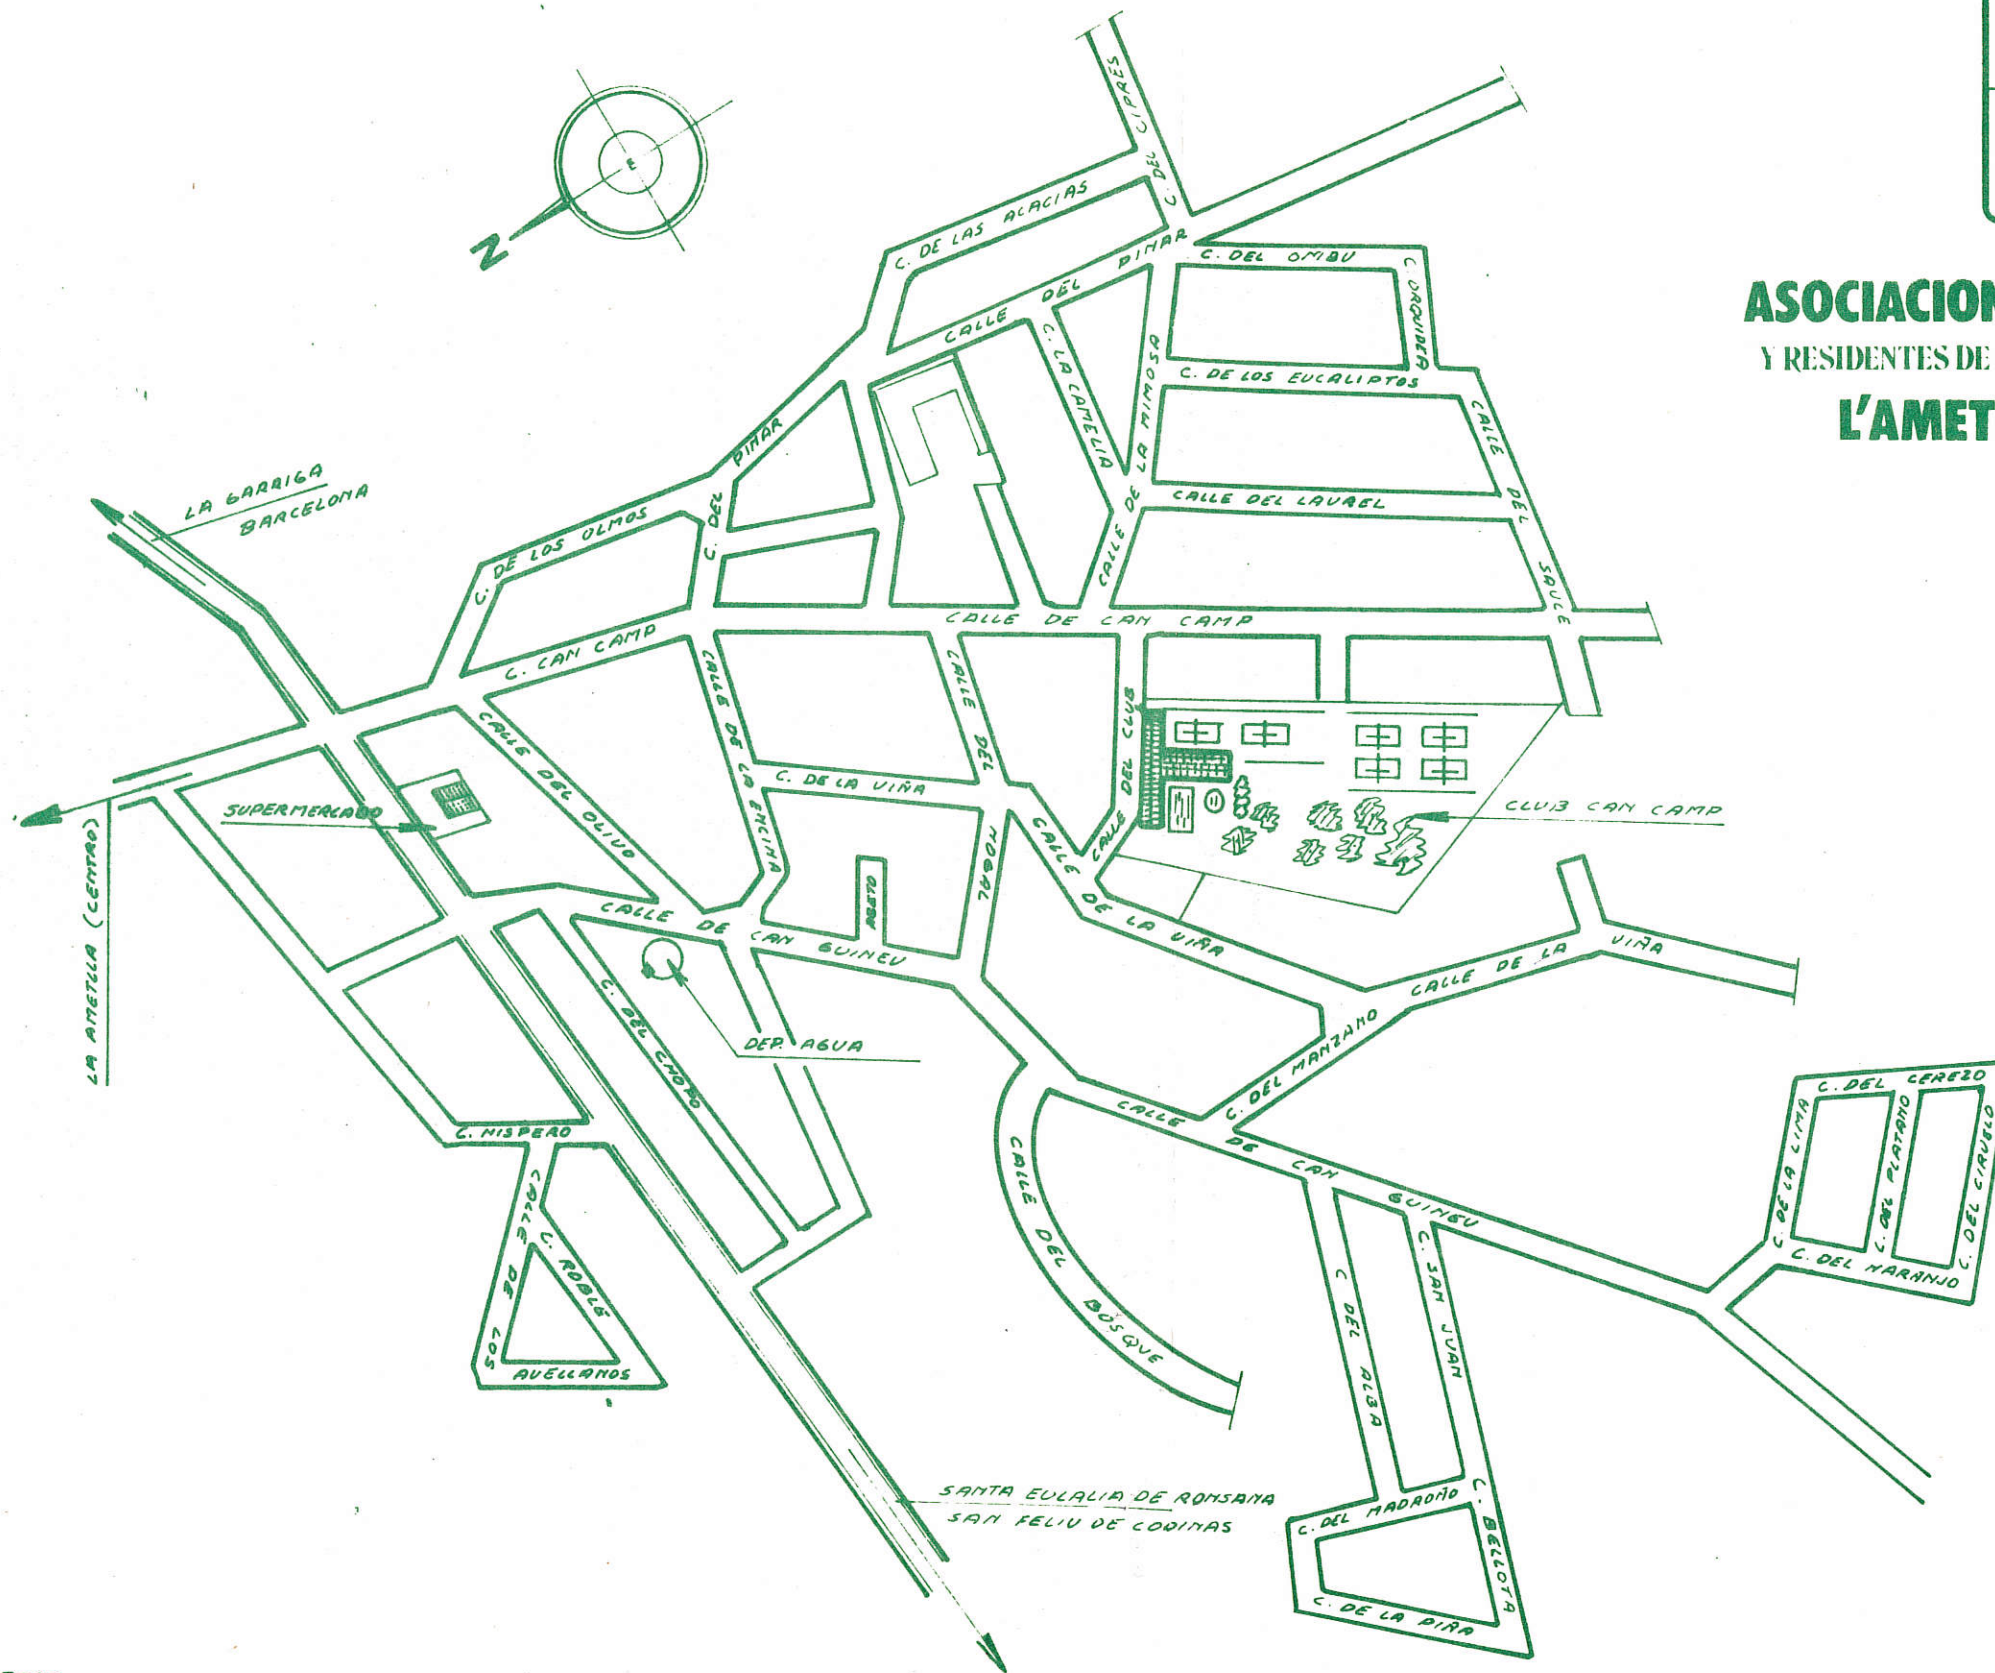 C. DEL CIPRES
E
N
C. DE LAS ACACIAS
CALLE DEL PINAR
C. DEL OMBU
C. ORQUIDEA
ASOCIACION
Y RESIDENTES DE
L'AMET
C. LA CAMELIA
CALLE DE LA MIMOSA
C. DE LOS EUCALIPTOS
CALLE DEL SAUCE
CALLE DEL LAUREL
C. DEL PINAR
LA GARRIGA
BARCELONA
C. DE LOS OLMOS
C. CAN CAMP
CALLE DE CAN CAMP
CALLE DEL OLIVO
CALLE DE LA ENCINA
CALLE DEL NOGAL
CALLE DEL CLUB
CALLE DEL CLUB
C. DE LA VIÑA
SUPERMERCADO
CLUB CAN CAMP
LA AMETLLA (CENTRO)
ABETO
CALLE DE LA VIÑA
CALLE DE CAN GUINEU
CALLE DE LA VIÑA
C. DEL CHOPO
DEP. AGUA
C. DEL MANZANO
C. DEL CEREZO
C. DE LA LIMA
C. DEL PLATANO
C. DEL CIRUELO
C. DEL NARANJO
C. NISPERO
CALLE DE CAN GUINEU
CALLE DE LOS AVELLANOS
C. ROBLE
CALLE DEL BOSQUE
C. DEL ALBA
C. SAN JUAN
SANTA EULALIA DE RONSANA
SAN FELIU DE CODINAS
C. DEL MADROÑO
C. BELLOTA
C. DE LA PIÑA